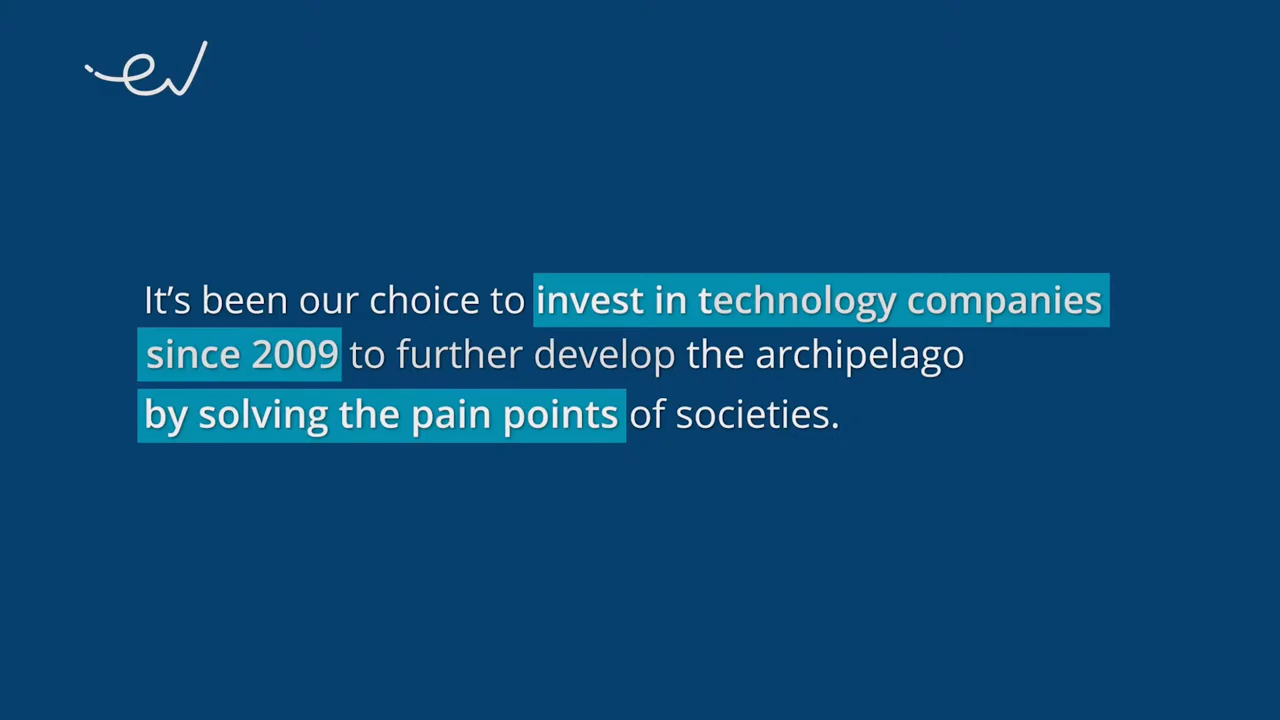 ev
It's been our choice to invest in technology companies
since 2009 to further develop the archipelago
by solving the pain points of societies.